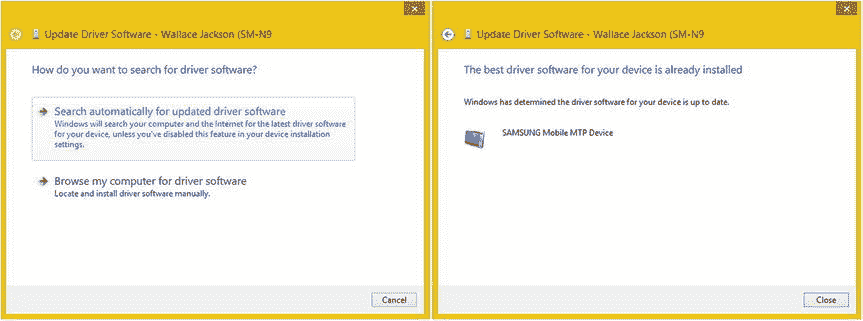 Update Driver Software - Wallace Jackson (SM-N9
How do you want to search for driver software?
Search automatically for updated driver software
Windows will search your computer and the Internet for the latest driver software
for your device, unless you've disabled this feature in your device installation
settings.
Browse my computer for driver software
Locate and install driver software manually.
Cancel
Update Driver Software - Wallace Jackson (SM-N9
The best driver software for your device is already installed
Windows has determined the driver software for your device is up to date.
SAMSUNG Mobile MTP Device
Close